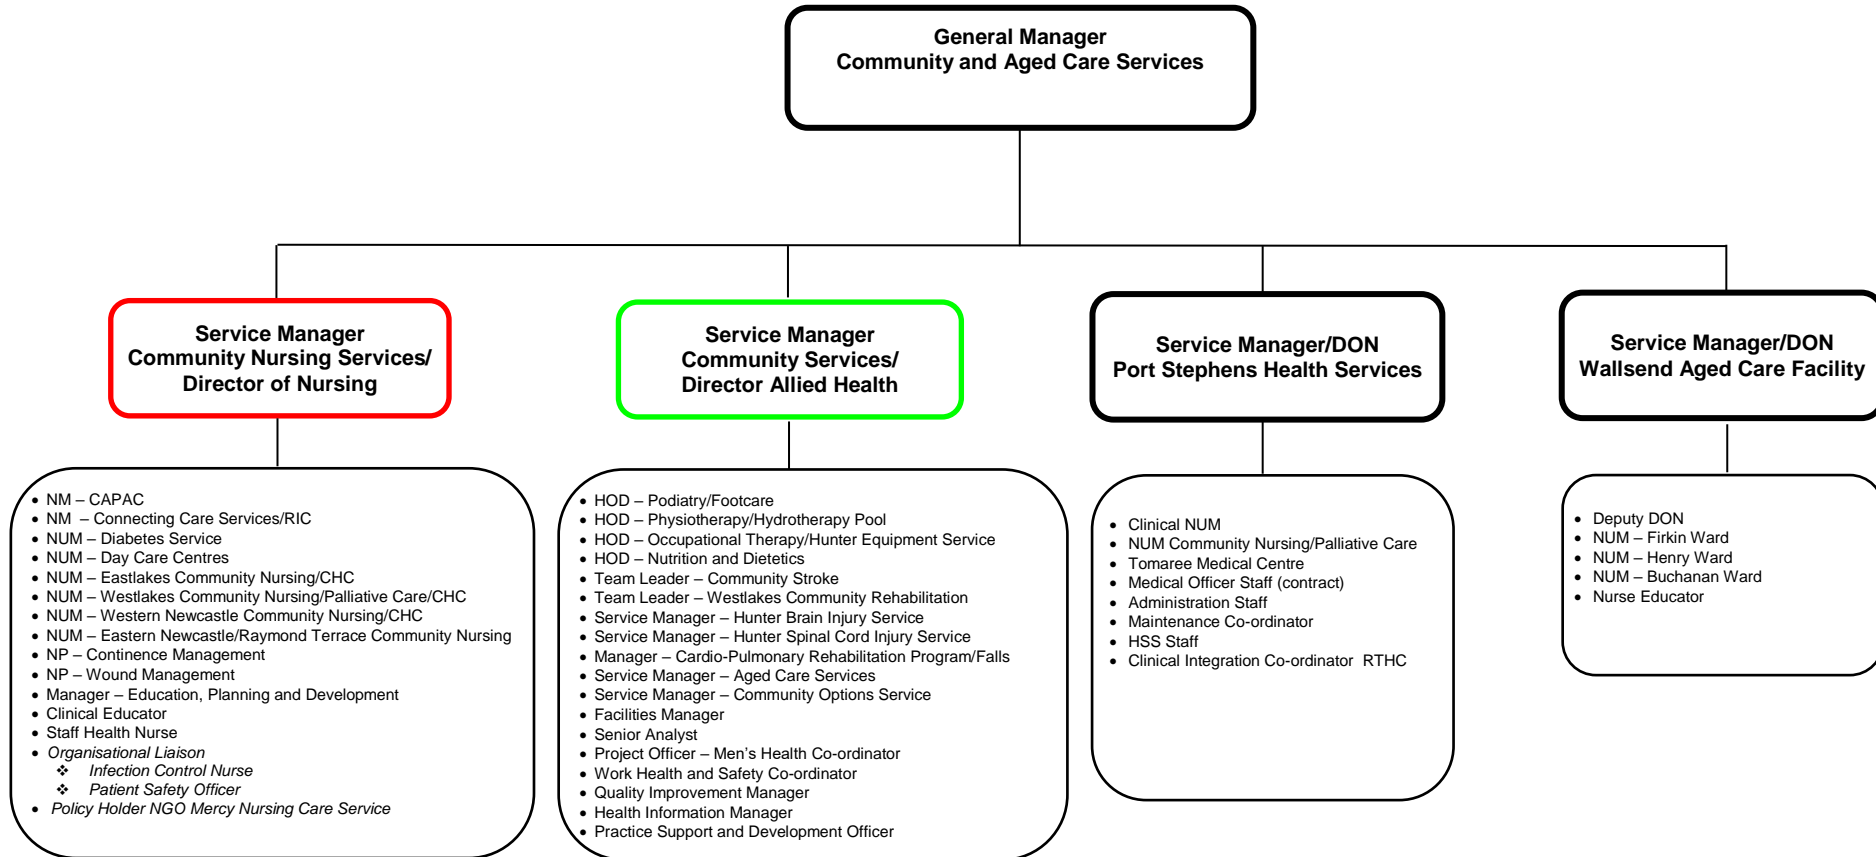 General Manager
Community and Aged Care Services
Service Manager
Community Nursing Services/
Director of Nursing
• NM – CAPAC
• NM – Connecting Care Services/RIC
• NUM – Diabetes Service
• NUM – Day Care Centres
• NUM – Eastlakes Community Nursing/CHC
• NUM – Westlakes Community Nursing/Palliative Care/CHC
• NUM – Western Newcastle Community Nursing/CHC
• NUM – Eastern Newcastle/Raymond Terrace Community Nursing
• NP – Continence Management
• NP – Wound Management
• Manager – Education, Planning and Development
• Clinical Educator
• Staff Health Nurse
• Organisational Liaison
❖ Infection Control Nurse
❖ Patient Safety Officer
• Policy Holder NGO Mercy Nursing Care Service
Service Manager
Community Services/
Director Allied Health
• HOD – Podiatry/Footcare
• HOD – Physiotherapy/Hydrotherapy Pool
• HOD – Occupational Therapy/Hunter Equipment Service
• HOD – Nutrition and Dietetics
• Team Leader – Community Stroke
• Team Leader – Westlakes Community Rehabilitation
• Service Manager – Hunter Brain Injury Service
• Service Manager – Hunter Spinal Cord Injury Service
• Manager – Cardio-Pulmonary Rehabilitation Program/Falls
• Service Manager – Aged Care Services
• Service Manager – Community Options Service
• Facilities Manager
• Senior Analyst
• Project Officer – Men’s Health Co-ordinator
• Work Health and Safety Co-ordinator
• Quality Improvement Manager
• Health Information Manager
• Practice Support and Development Officer
Service Manager/DON
Port Stephens Health Services
• Clinical NUM
• NUM Community Nursing/Palliative Care
• Tomaree Medical Centre
• Medical Officer Staff (contract)
• Administration Staff
• Maintenance Co-ordinator
• HSS Staff
• Clinical Integration Co-ordinator RTHC
Service Manager/DON
Wallsend Aged Care Facility
• Deputy DON
• NUM – Firkin Ward
• NUM – Henry Ward
• NUM – Buchanan Ward
• Nurse Educator